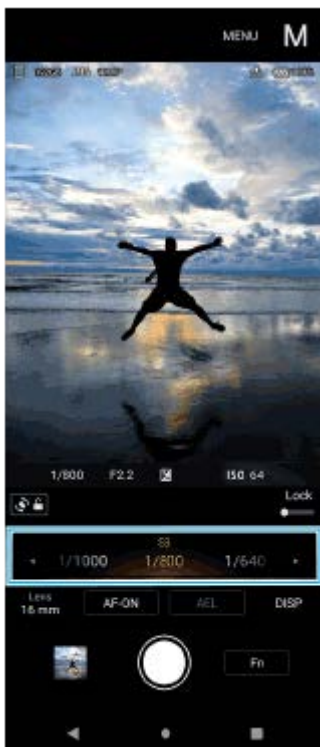 MENU M
1/800 F2.2 ISO 64
Lock
SS
1/1000 1/800 1/640
Lens
16 mm AF-ON AEL DISP
Fn